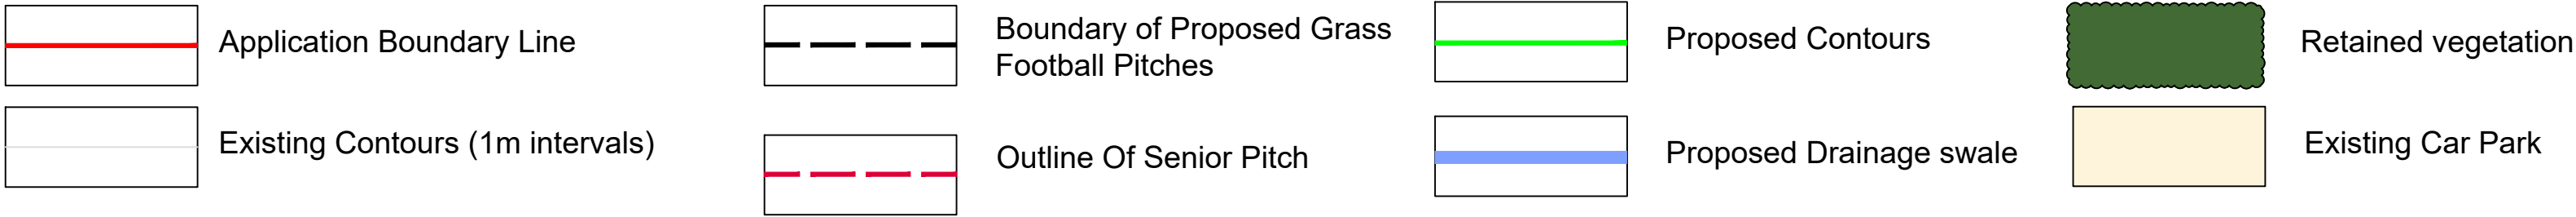 Application Boundary Line
Existing Contours (1m intervals)
Boundary of Proposed Grass
Football Pitches
Outline Of Senior Pitch
Proposed Contours
Proposed Drainage swale
Retained vegetation
Existing Car Park